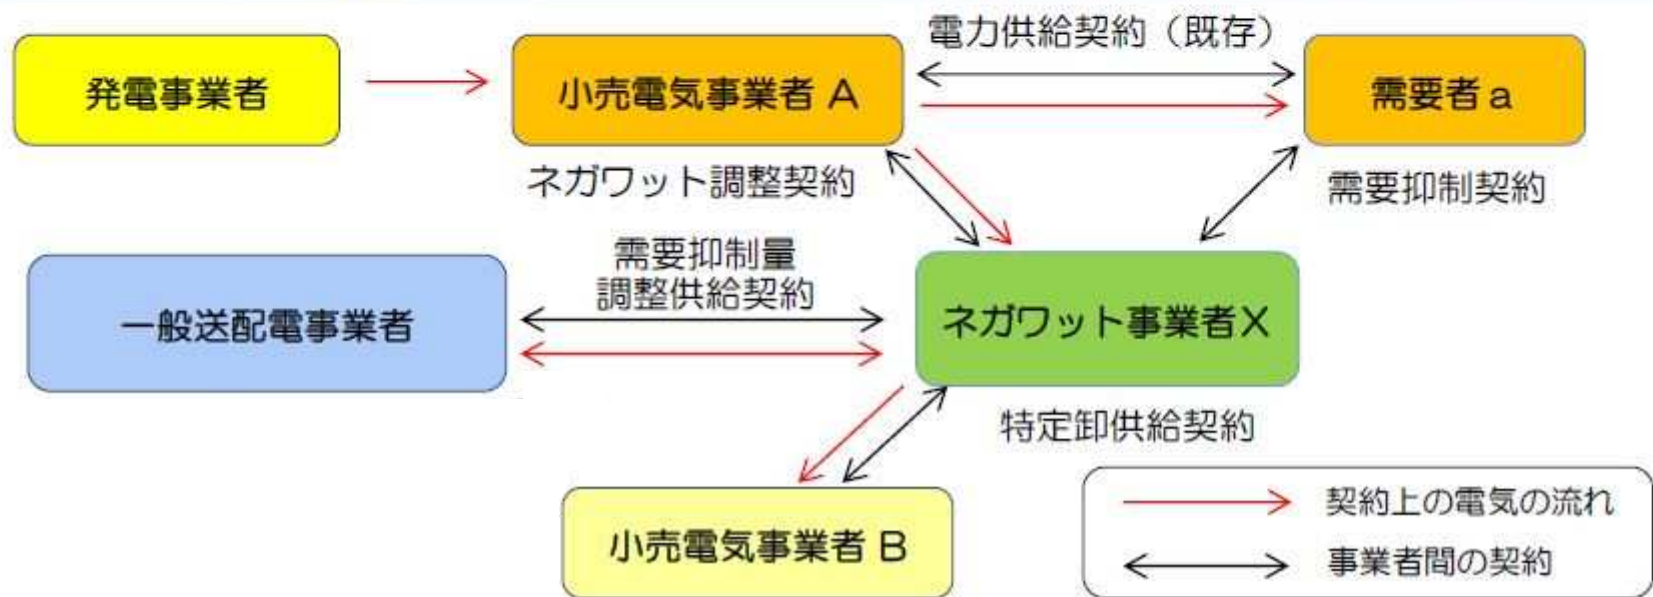 電力供給契約（既存）
発電事業者
小売電気事業者 A
需要者 a
ネガワット調整契約
需要抑制契約
需要抑制量
調整供給契約
一般送配電事業者
ネガワット事業者X
特定卸供給契約
小売電気事業者 B
契約上の電気の流れ
事業者間の契約